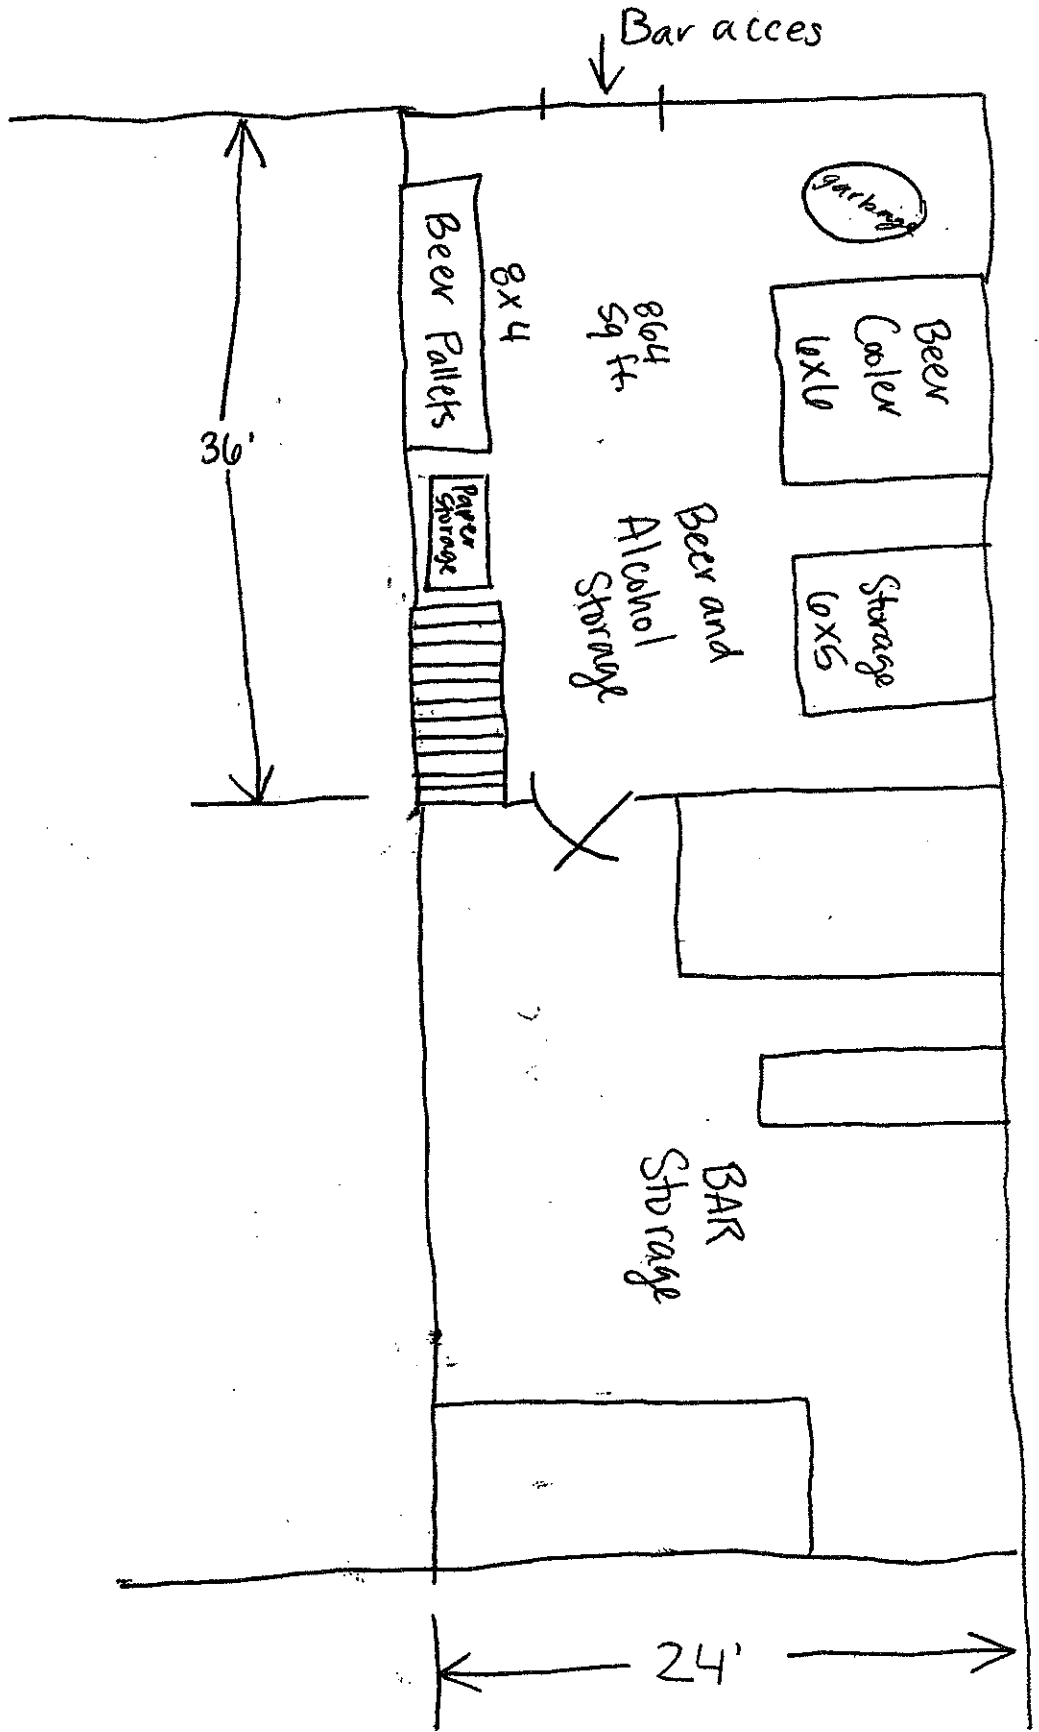 Bar acces
garbage
Beer Pallets
8x4
864
sq ft.
Beer
Cooler
6x6
36'
Paper
Storage
Beer and
Alcohol
Storage
Storage
6x5
BAR
Storage
24'